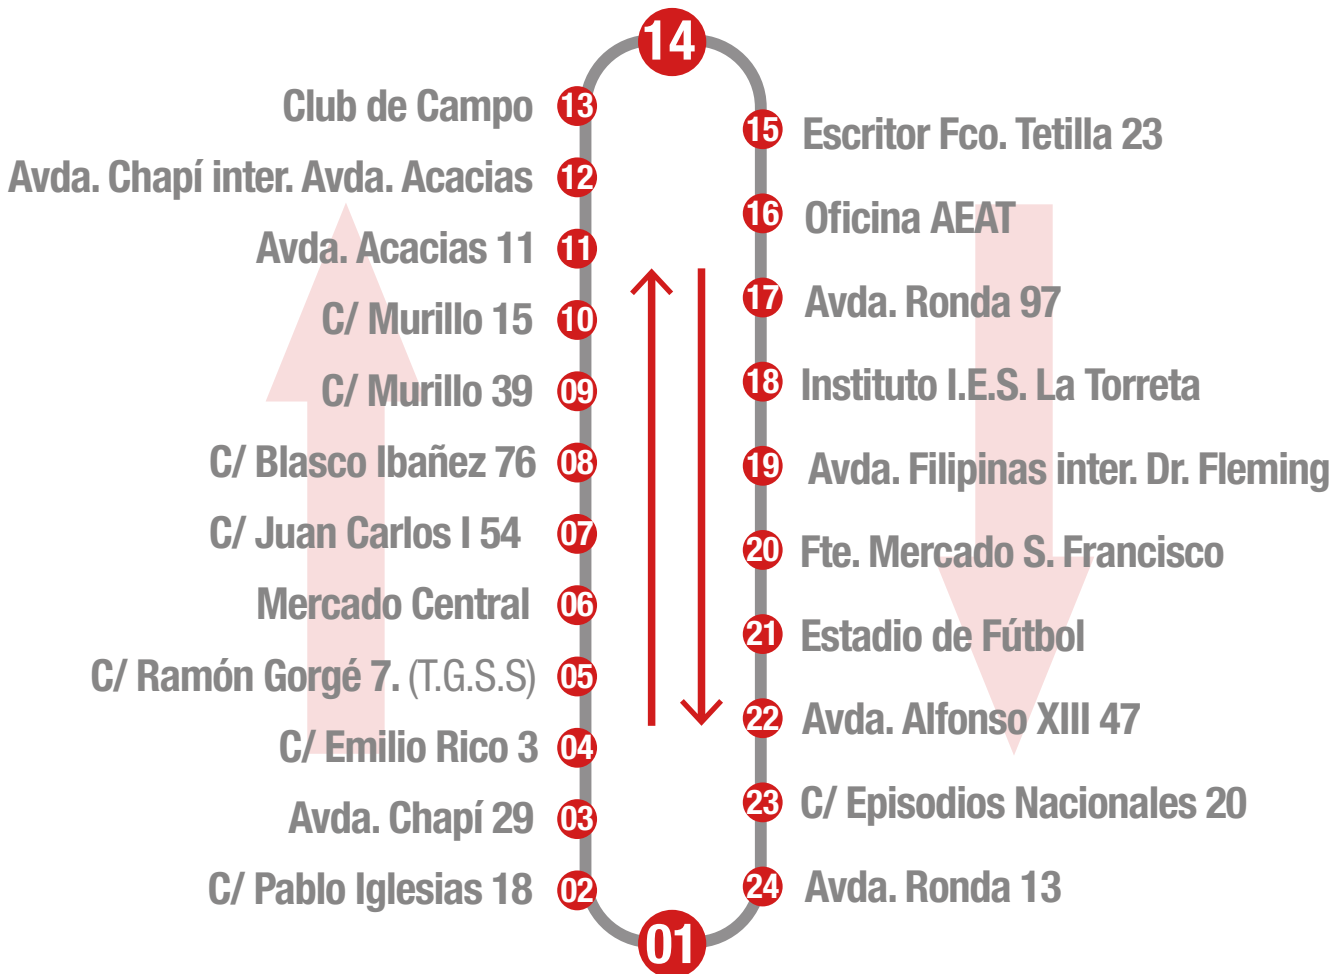 14
Club de Campo 13
Avda. Chapí inter. Avda. Acacias 12
Avda. Acacias 11 11
C/ Murillo 15 10
C/ Murillo 39 09
C/ Blasco Ibañez 76 08
C/ Juan Carlos I 54 07
Mercado Central 06
C/ Ramón Gorgé 7. (T.G.S.S) 05
C/ Emilio Rico 3 04
Avda. Chapí 29 03
C/ Pablo Iglesias 18 02
15 Escritor Fco. Tetilla 23
16 Oficina AEAT
17 Avda. Ronda 97
18 Instituto I.E.S. La Torreta
19 Avda. Filipinas inter. Dr. Fleming
20 Fte. Mercado S. Francisco
21 Estadio de Fútbol
22 Avda. Alfonso XIII 47
23 C/ Episodios Nacionales 20
24 Avda. Ronda 13
01